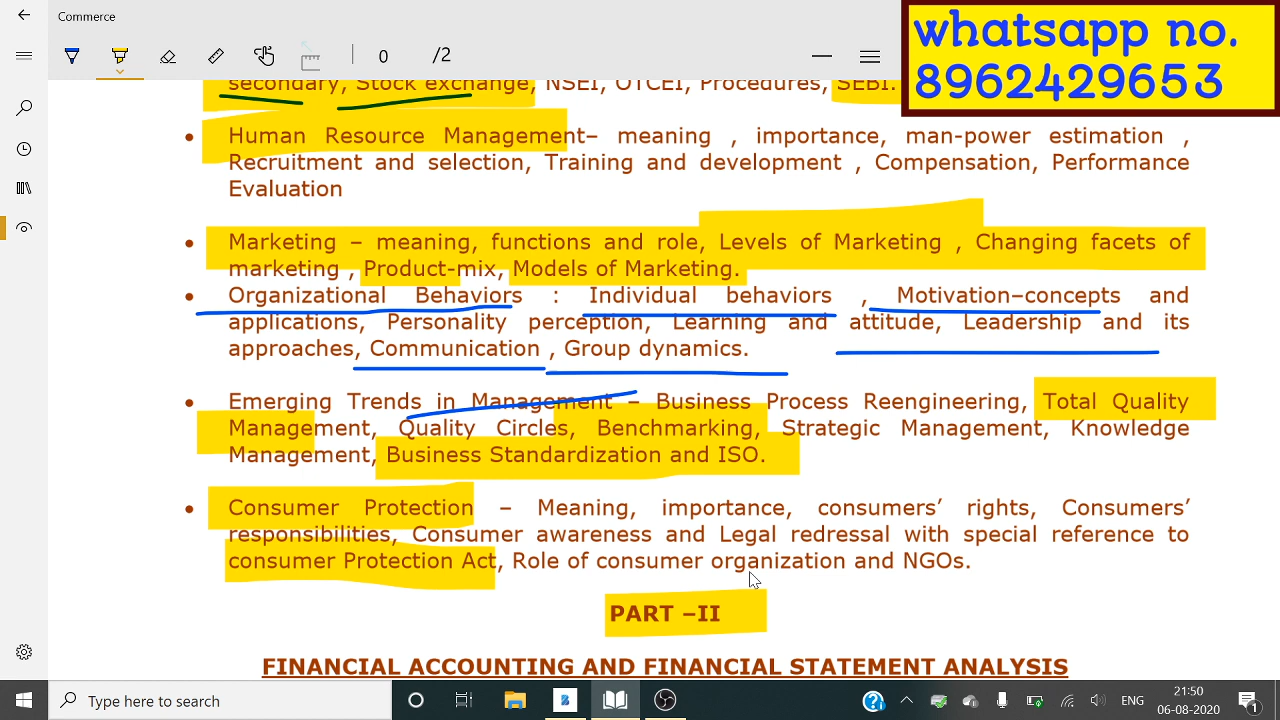 Commerce
whatsapp no.
8962429653
0 /2
secondary, Stock exchange, NSEI, OTCEI, Procedures, SEBI.
• Human Resource Management– meaning , importance, man-power estimation ,
Recruitment and selection, Training and development , Compensation, Performance
Evaluation
• Marketing – meaning, functions and role, Levels of Marketing , Changing facets of
marketing , Product-mix, Models of Marketing.
• Organizational Behaviors : Individual behaviors , Motivation–concepts and
applications, Personality perception, Learning and attitude, Leadership and its
approaches, Communication , Group dynamics.
• Emerging Trends in Management – Business Process Reengineering, Total Quality
Management, Quality Circles, Benchmarking, Strategic Management, Knowledge
Management, Business Standardization and ISO.
• Consumer Protection – Meaning, importance, consumers’ rights, Consumers’
responsibilities, Consumer awareness and Legal redressal with special reference to
consumer Protection Act, Role of consumer organization and NGOs.
PART –II
FINANCIAL ACCOUNTING AND FINANCIAL STATEMENT ANALYSIS
Type here to search
ENG
21:50
06-08-2020
1